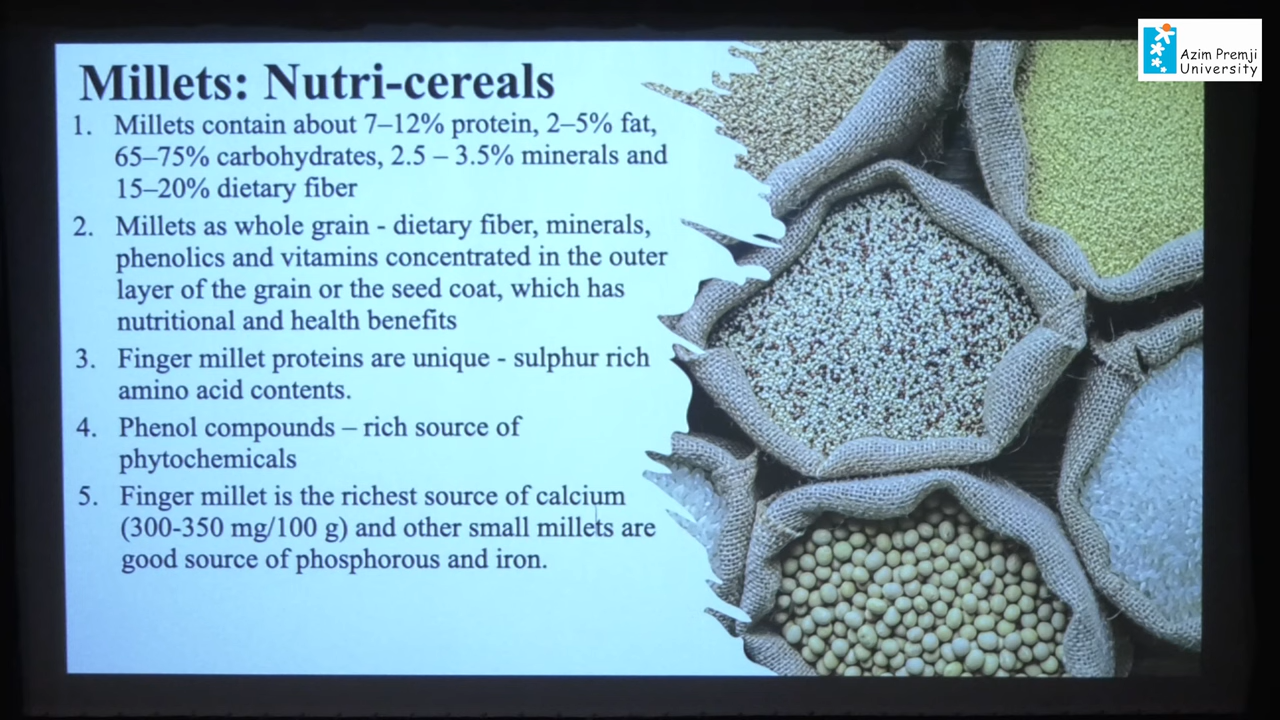 Azim Premji
University
Millets: Nutri-cereals
1. Millets contain about 7–12% protein, 2–5% fat,
65–75% carbohydrates, 2.5 – 3.5% minerals and
15–20% dietary fiber
2. Millets as whole grain - dietary fiber, minerals,
phenolics and vitamins concentrated in the outer
layer of the grain or the seed coat, which has
nutritional and health benefits
3. Finger millet proteins are unique - sulphur rich
amino acid contents.
4. Phenol compounds – rich source of
phytochemicals
5. Finger millet is the richest source of calcium
(300-350 mg/100 g) and other small millets are
good source of phosphorous and iron.